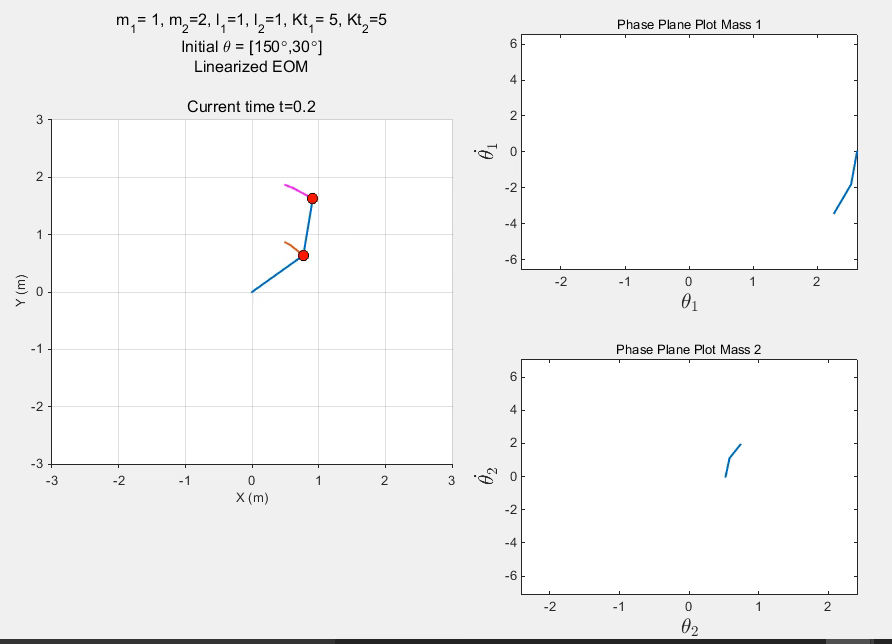 m₁= 1, m₂=2, l₁=1, l₂=1, Kt₁= 5, Kt₂=5
Initial θ = [150°,30°]
Linearized EOM
Current time t=0.2
3
2
1
0
-1
-2
-3
Y (m)
-3 -2 -1 0 1 2 3
X (m)
Phase Plane Plot Mass 1
6
4
2
0
-2
-4
-6
θ̇₁
-2 -1 0 1 2
θ₁
Phase Plane Plot Mass 2
6
4
2
0
-2
-4
-6
θ̇₂
-2 -1 0 1 2
θ₂